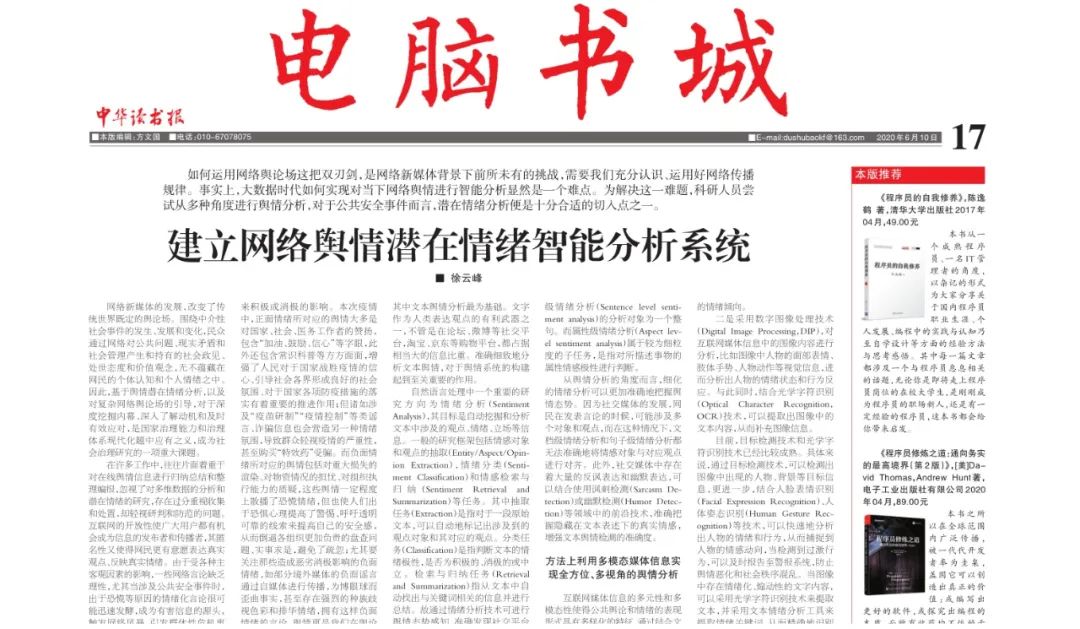 电脑书城
中华读书报
■本版编辑:方文国 ■电话:010-67078075
■E-mail:dushubaokf@163.com 2020年6月10日
17
如何运用网络舆论场这把双刃剑,是网络新媒体背景下前所未有的挑战,需要我们充分认识、运用好网络传播
规律。事实上,大数据时代如何实现对当下网络舆情进行智能分析显然是一个难点。为解决这一难题,科研人员尝
试从多种角度进行舆情分析,对于公共安全事件而言,潜在情绪分析便是十分合适的切入点之一。
建立网络舆情潜在情绪智能分析系统
■ 徐云峰
网络新媒体的发展,改变了传
统世界既定的舆论场。围绕中介性
社会事件的发生、发展和变化,民众
通过网络对公共问题、现实矛盾和
社会管理产生和持有的社会政见、
处世态度和价值观念,无不蕴藏在
网民的个体认知和个人情绪之中。
因此,基于舆情潜在情绪分析,以及
对复杂网络舆论场的引导,对于深
度挖掘内幕,深入了解动机和及时
有效应对,是国家治理能力和治理
体系现代化题中应有之义,成为社
会治理研究的一项重大课题。
在许多工作中,往往片面着重于
对在线舆情信息进行归纳总结和整
理编根,忽视了对多维数据的分析和
潜在情绪的研究,存在过分重视收集
和处置,却轻视研判和防范的问题。
互联网的开放性使广大用户都有机
会成为信息的发布者和传播者,其匿
名性又使得网民更有意愿表达真实
观点、反映真实情绪。由于受各种主
客观因素的影响,一些网络言论缺乏
理性,尤其当涉及公共安全事件时,
由于恐慌等原因的情绪化言论很可
能迅速发酵,成为有害信息的源头,
来积极或消极的影响。本次疫情
中,正面情绪所对应的舆情大多是
对国家、社会、医务工作者的赞扬,
包含“加油、鼓励、信心”等字眼,此
外还包含常识科普等方方面面,增
强了人民对于国家战胜疫情的信
心,引导社会各界形成良好的社会
氛围、对于国家各项防疫措施的落
实有着重要的推进作用;但诸如涉
及“疫苗研制”“疫情控制”等类谣
言、诈骗信息也会营造另一种情绪
氛围,导致群众轻视疫情的严重性,
甚至购买“特效药”受骗。而负面情
绪所对应的舆情包括对重大损失的
渲染、对物资情况的担忧、对组织执
行能力的质疑,这些舆情一定程度
上散播了恐慌情绪,但也使人们出
于恐惧心理提高了警惕,呼吁透明
可靠的线索来提高自己的安全感,
从而倒逼各组织更加负责的盘查问
题、实事求是,避免了疏忽;尤其要
关注那些造成恶劣消极影响的负面
情绪,如部分境外媒体的负面谣言
通过自媒体进行传播,为博眼球而
歪曲事实,甚至存在强烈的种族歧
视色彩和排华情绪,拥有这样负面
其中文本舆情分析最为基础。文字
作为人类表达观点的有利武器之
一,不管是在论坛、微博等社交平
台,淘宝、京东等购物平台,都占据
相当大的信息比重。准确细致地分
析文本舆情,对于舆情系统的构建
起到至关重要的作用。
自然语言处理中一个重要的研
究方向为情绪分析(Sentiment
Analysis),其目标是自动挖掘和分析
文本中涉及的观点、情绪、立场等信
息。一般的研究框架包括情感对象
和观点的抽取(Entity/Aspect/Opin-
ion Extraction),情绪分类(Senti-
ment Classification)和情感检索与
归纳(Sentiment Retrieval and
Summarization)等任务。其中抽取
任务(Extraction)是指对于一段原始
文本,可以自动地标记出涉及到的
观点对象和其对应的观点。分类任
务(Classification)是指判断文本的情
绪极性,是否为积极的、消极的或中
立。检索与归纳任务(Retrieval
and Summarization)指从文本中自
动找出与关键词相关的信息并进行
总结。故通过情绪分析技术可进行
级情绪分析(Sentence level senti-
ment analysis)的分析对象为一个整
句。而属性级情绪分析(Aspect lev-
el sentiment analysis)属于较为细粒
度的子任务,是指对所描述事物的
属性情感极性进行判断。
从舆情分析的角度而言,细化
的情绪分析可以更加准确地把握舆
情态势。因为社交媒体的发展,网
民在发表言论的时候,可能涉及多
个对象和观点,而在这种情况下,文
档级情绪分析和句子级情绪分析都
无法准确地将情感对象与对应观点
进行对齐。此外,社交媒体中存在
着大量的反讽表达和幽默表达,可
以结合使用讽刺检测(Sarcasm De-
tection)或幽默检测(Humor Detec-
tion)等领域中的前沿技术,准确把
握隐藏在文本表述下的真实情感,
增强文本舆情检测的准确度。
方法上利用多模态媒体信息实
现全方位、多视角的舆情分析
互联网媒体信息的多元性和多
模态性使得公共舆论和情绪的表现
的情绪倾向。
二是采用数字图像处理技术
(Digital Image Processing,DIP),对
互联网媒体信息中的图像内容进行
分析,比如图像中人物的面部表情、
肢体手势、人物动作等视觉信息,进
而分析出人物的情绪状态和行为反
应。与此同时,结合光学字符识别
(Optical Character Recognition,
OCR)技术,可以提取出图像中的
文本内容,从而补充图像信息。
目前,目标检测技术和光学字
符识别技术已经比较成熟。具体来
说,通过目标检测技术,可以检测出
图像中出现的人物、背景等目标信
息,更进一步,结合人脸表情识别
(Facial Expression Recognition)、人
体姿态识别(Human Gesture Rec-
ognition)等技术,可以快速地分析
出人物的情绪和行为,从而捕捉到
人物的情感动向,当检测到过激行
为时,可以及时报告至警报系统,防止
舆情恶化和社会秩序混乱。当图像
中存在情绪化、煽动性的文字内容,
可以采用光学字符识别技术来提取
文本,并采用文本情绪分析工具来
本版推荐
《程序员的自我修养》,陈逸
鹤 著,清华大学出版社2017年
04月,49.00元
程序员的自我修养
本书从一
个成熟程序
员、一名IT管
理者的角度,
以杂记的形式
为大家分享关
于国内程序员
职业生涯、个
人发展、编程中的实践与认知乃
至自学设计等方面的经验方法
与思考感悟。其中每一篇文章
都涉及一个与程序员息息相关
的话题,无论你是即将走上程序
员岗位的在校大学生,是刚刚成
为程序员的职场新人,还是有一
定经验的程序员,这本书都会给
你带来启发。
《程序员修炼之道:通向务实
的最高境界(第2版)》,[美]Da-
vid Thomas,Andrew Hunt著,
电子工业出版社有限公司2020
年04月,89.00元
程序员修炼之道
本书之所
以在全球范围
内广泛传播,
被一代代开发
者奉为圭臬,
盖因它可以创
造出真正的价
值:或编写出
更好的软件,或探究出编程的